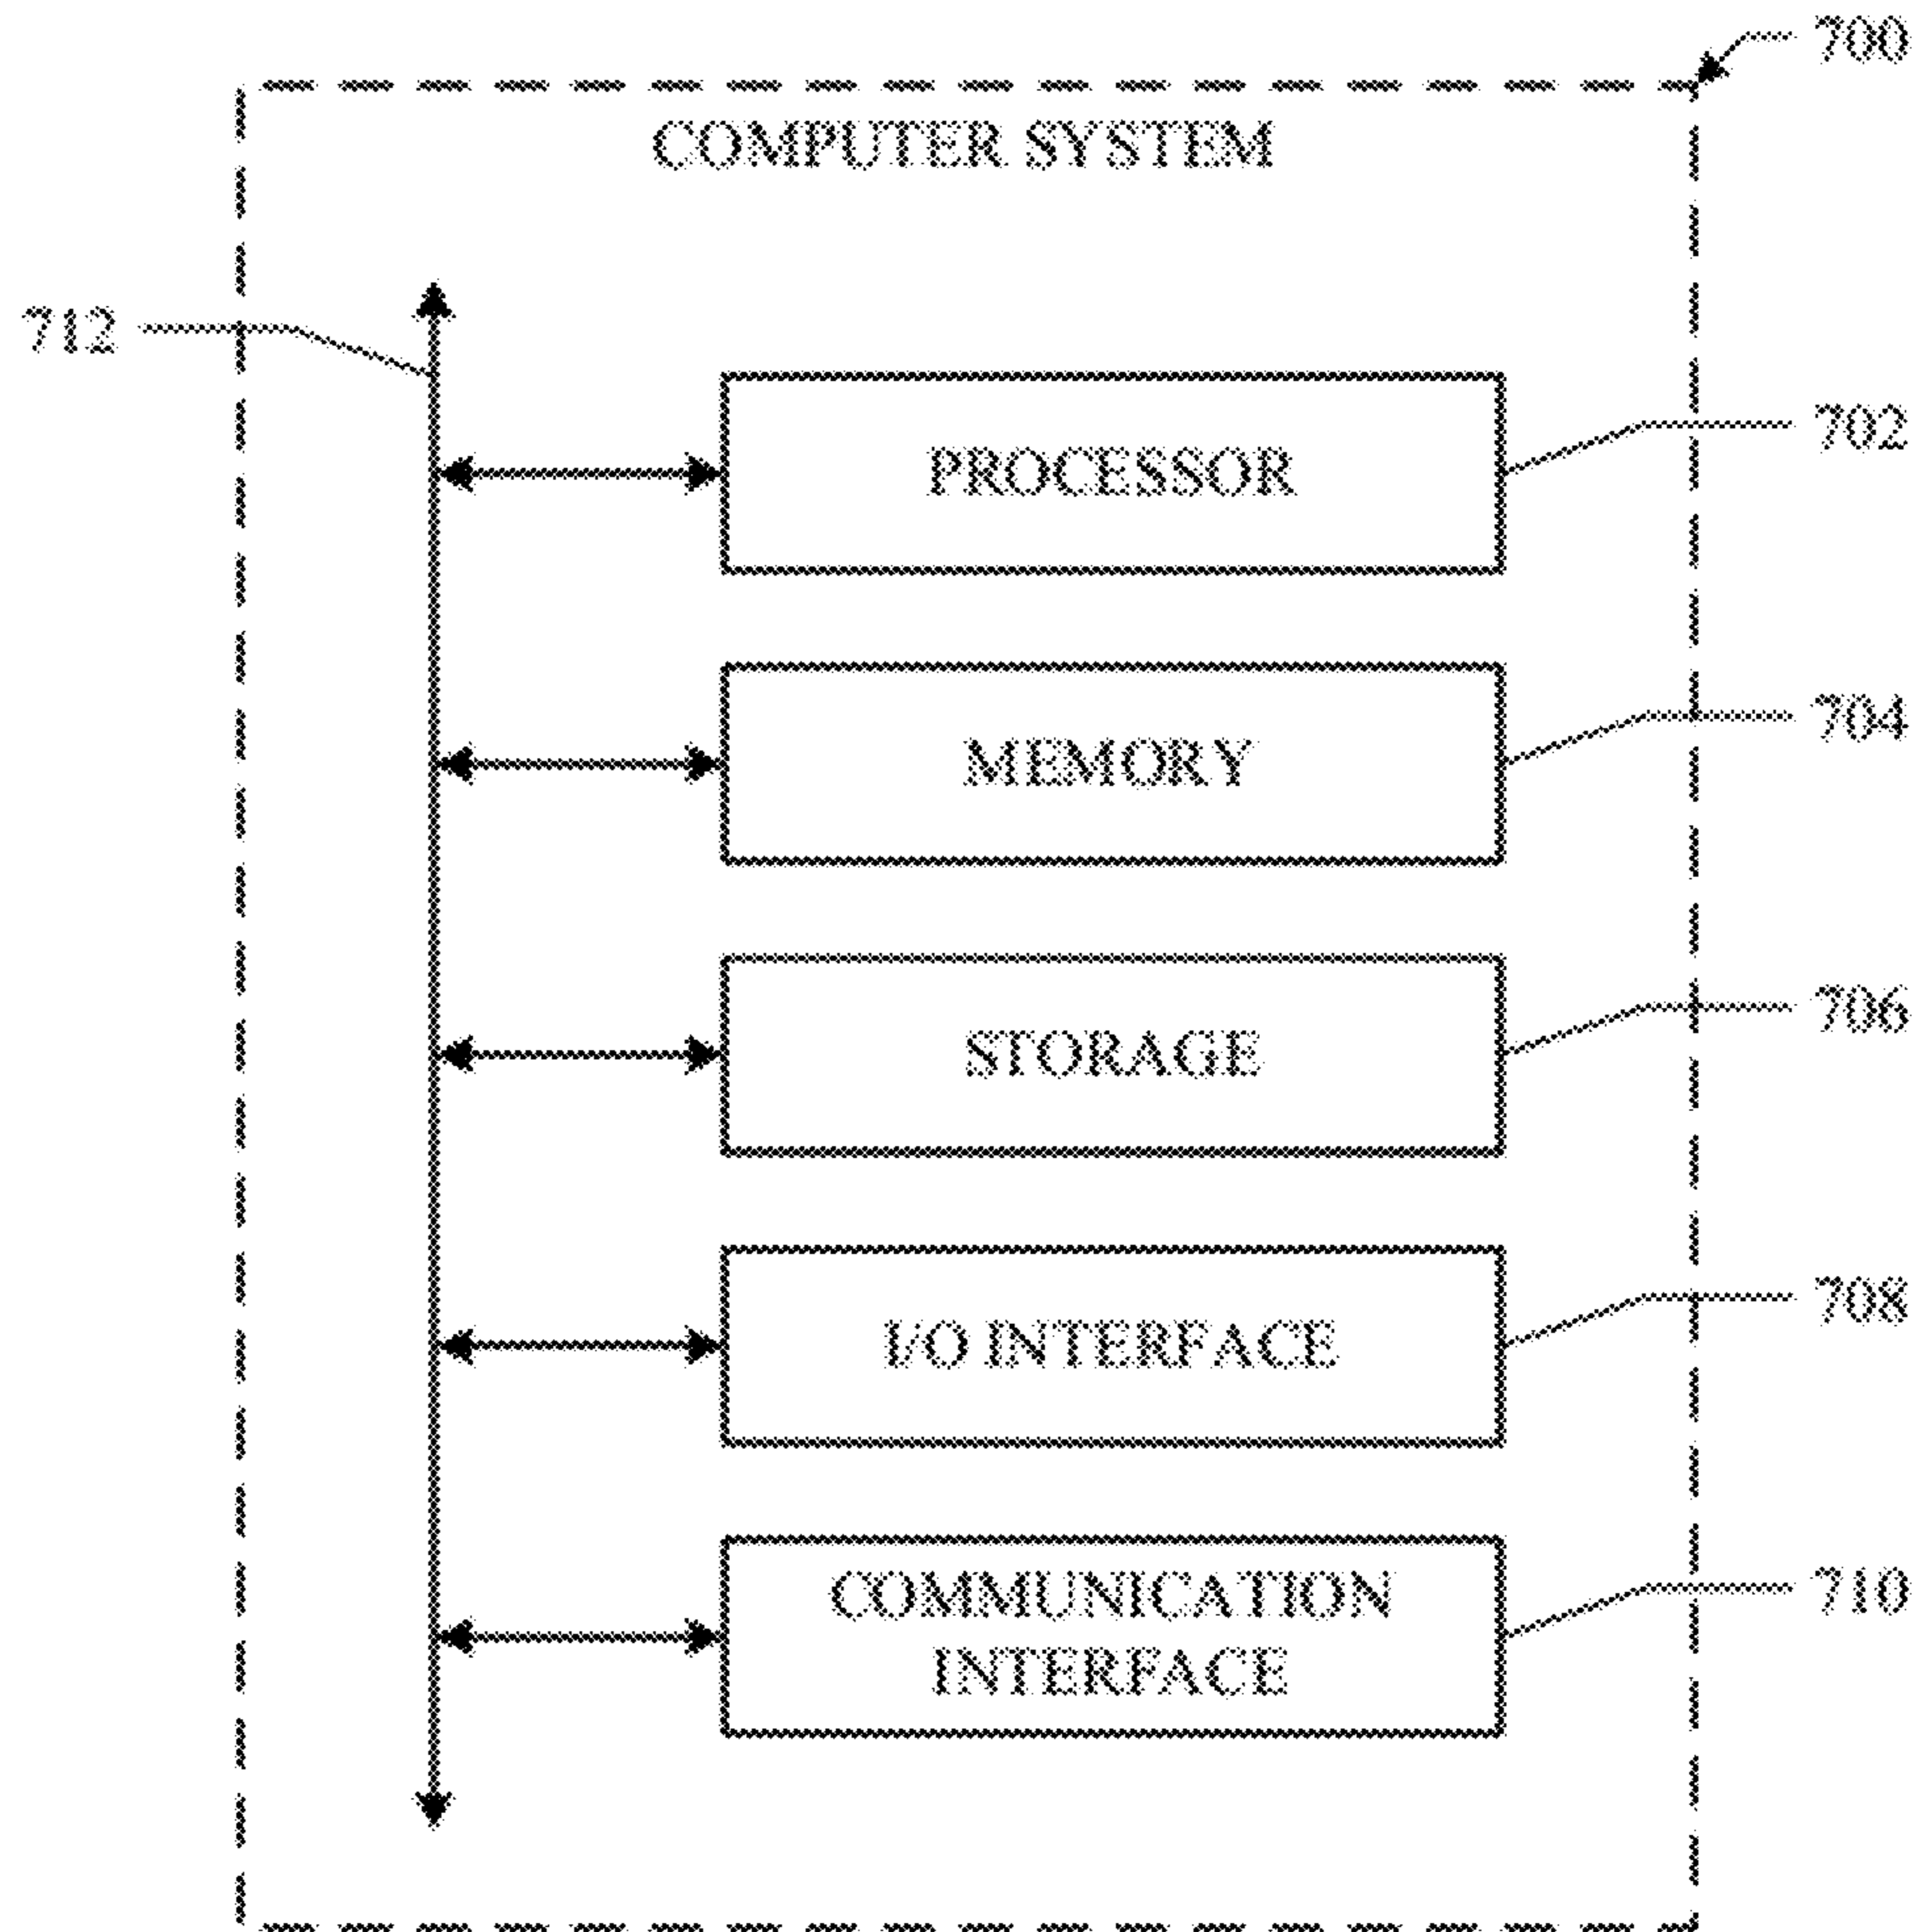 700
COMPUTER SYSTEM
712
PROCESSOR
702
MEMORY
704
STORAGE
706
I/O INTERFACE
708
COMMUNICATION
INTERFACE
710